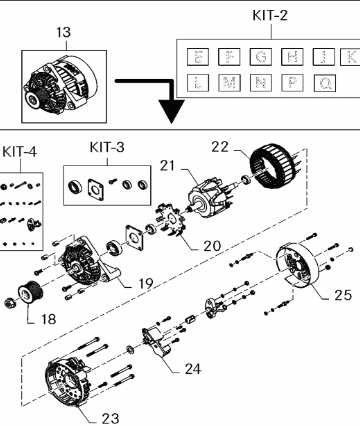 KIT-2
13
E F G H J K
L M N P Q
KIT-4
KIT-3
22
21
20
19
18
25
24
23